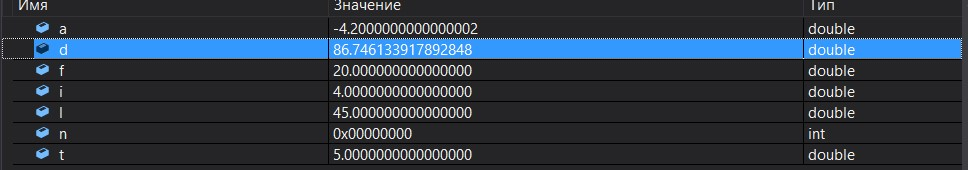 Имя Значение Тип
a -4.2000000000000002 double
d 86.746133917892848 double
f 20.000000000000000 double
i 4.0000000000000000 double
l 45.000000000000000 double
n 0x00000000 int
t 5.0000000000000000 double